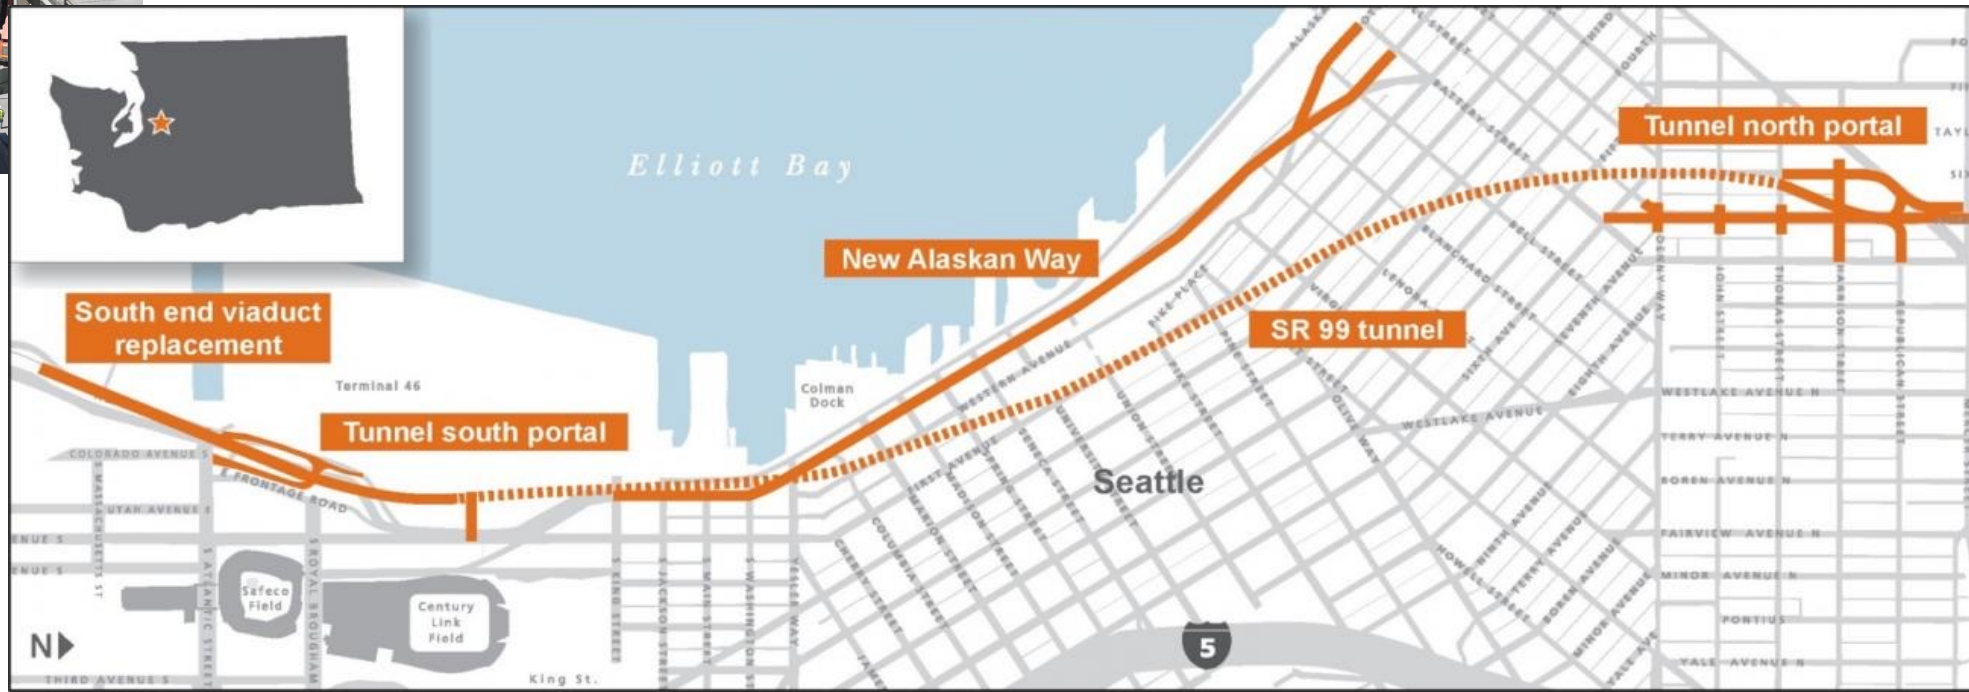 Elliott Bay
Tunnel north portal
New Alaskan Way
South end viaduct
replacement
SR 99 tunnel
Terminal 46
Colman
Dock
Tunnel south portal
Seattle
COLORADO AVENUE S
E FRONTAGE ROAD
UTAH AVENUE S
S MASSACHUSETTS ST
S ATLANTIC STREET
S ROYAL BROUGHAM
Safeco
Field
Century
Link
Field
N
THIRD AVENUE S
King St.
S KING STREET
S JACKSON STREET
S MAIN STREET
S WASHINGTON ST
YESLER WAY
CHERRY STREET
COLUMBIA STREET
MARION STREET
MADISON STREET
SPRING STREET
SENECA STREET
UNION STREET
PIKE STREET
PINE STREET
OLIVE WAY
FIRST AVENUE
WESTERN AVENUE
PIKE PLACE
BLANCHARD STREET
BELL STREET
BATTERY STREET
SIXTH AVE
SEVENTH AVENUE
EIGHTH AVENUE
WESTLAKE AVENUE
HOWELL STREET
NINTH AVENUE
TERRY AVENUE
BOREN AVENUE
MINOR AVENUE
YALE AVE
5
DENNY WAY
JOHN STREET
THOMAS STREET
HARRISON STREET
REPUBLICAN STREET
WESTLAKE AVENUE N
TERRY AVENUE N
BOREN AVENUE N
FAIRVIEW AVENUE N
MINOR AVENUE N
PONTIUS
YALE AVENUE N